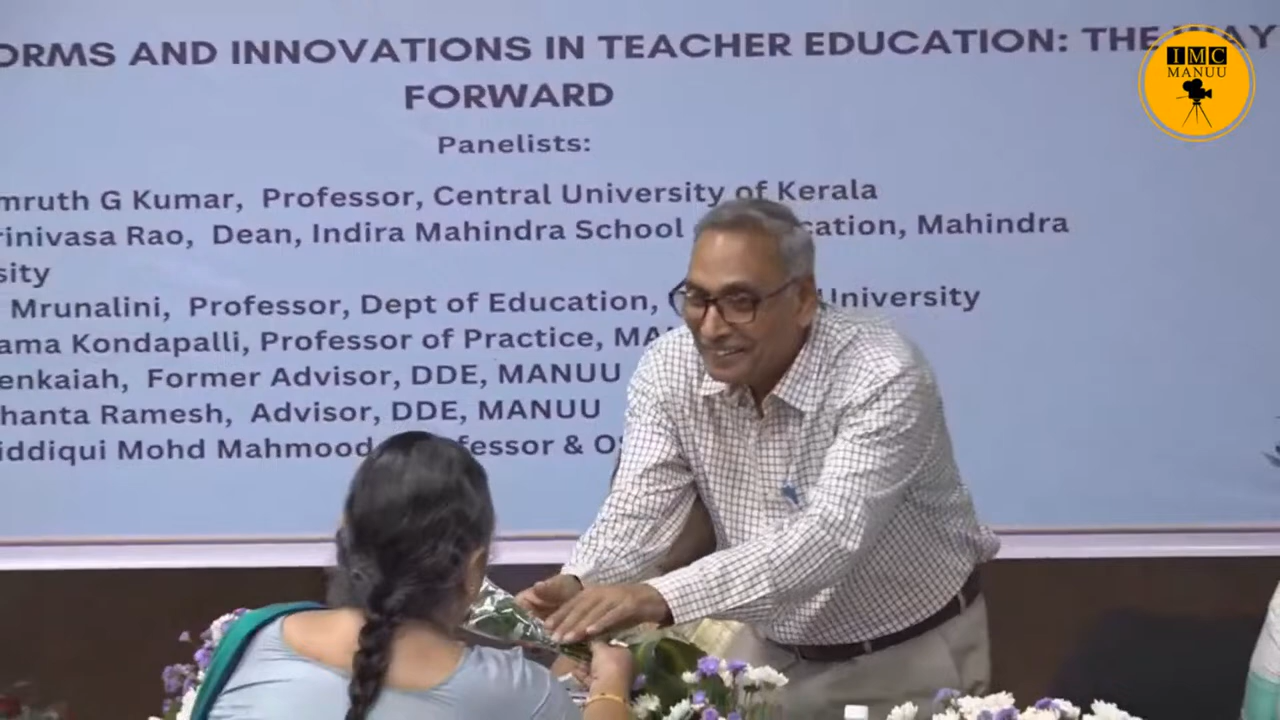 ORMS AND INNOVATIONS IN TEACHER EDUCATION: THE WAY
FORWARD
Panelists:
mruth G Kumar, Professor, Central University of Kerala
rinivasa Rao, Dean, Indira Mahindra School cation, Mahindra
sity
Mrunalini, Professor, Dept of Education, University
ama Kondapalli, Professor of Practice, MA
enkaiah, Former Advisor, DDE, MANUU
hanta Ramesh, Advisor, DDE, MANUU
iddiqui Mohd Mahmood fessor & O
IMC
MANUU